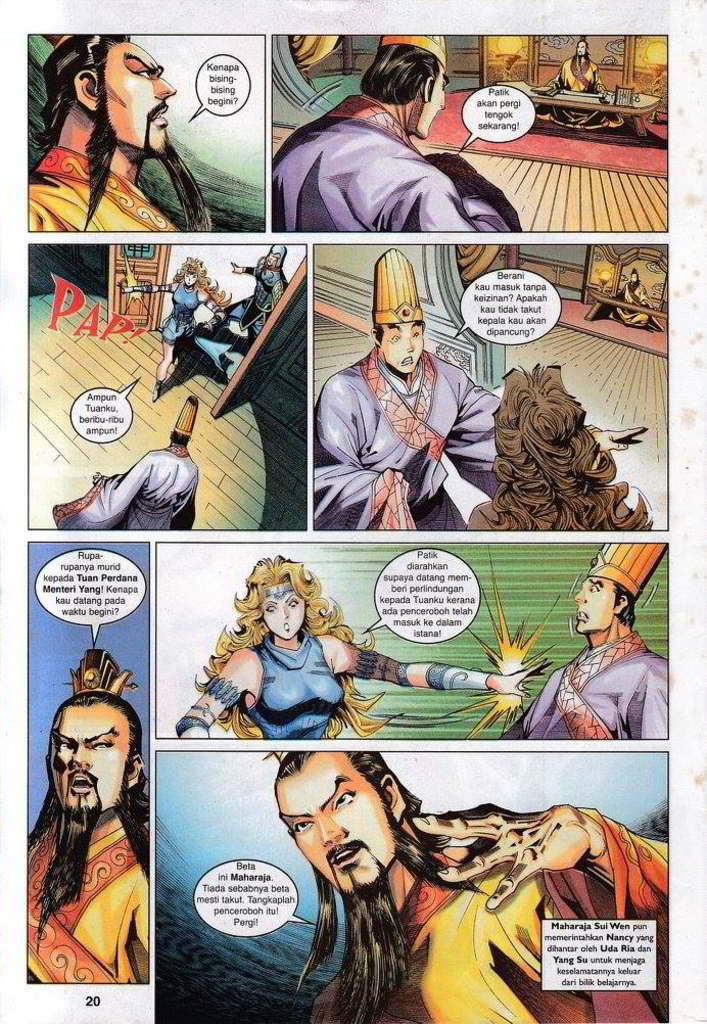 Kenapa
bising-
bising
begini?
Patik
akan pergi
tengok
sekarang!
PAP!
Ampun
Tuanku,
beribu-ribu
ampun!
Berani
kau masuk tanpa
keizinan? Apakah
kau tidak takut
kepala kau akan
dipancung?
Rupa-
rupanya murid
kepada Tuan Perdana
Menteri Yang! Kenapa
kau datang pada
waktu begini?
Patik
diarahkan
supaya datang mem-
beri perlindungan
kepada Tuanku kerana
ada penceroboh telah
masuk ke dalam
istana!
Beta
ini Maharaja.
Tiada sebabnya beta
mesti takut. Tangkaplah
penceroboh itu!
Pergi!
Maharaja Sui Wen pun
memerintahkan Nancy yang
dihantar oleh Uda Ria dan
Yang Su untuk menjaga
keselamatannya keluar
dari bilik belajarnya.
20